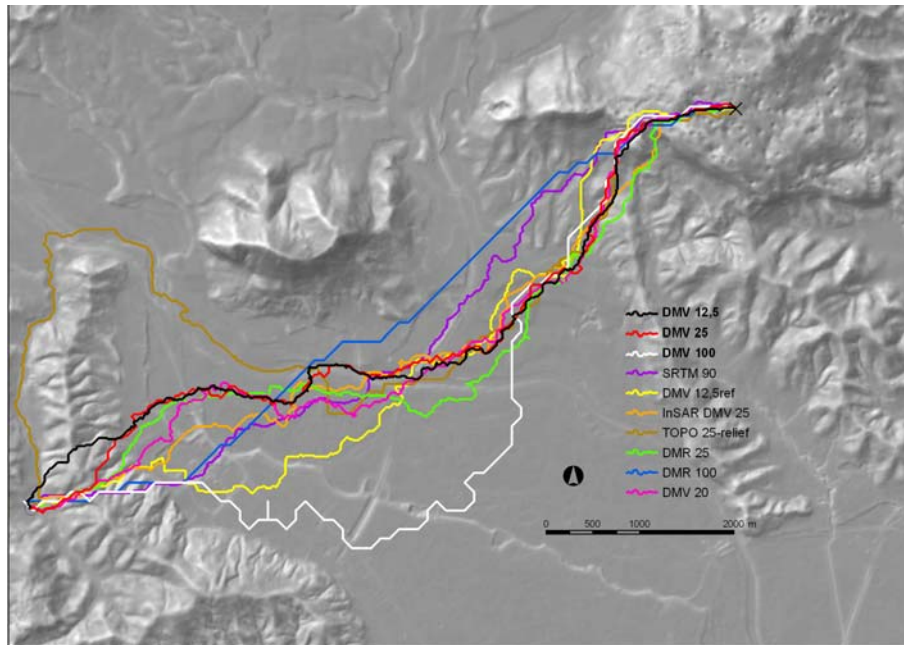 DMV 12,5
DMV 25
DMV 100
SRTM 90
DMV 12,5ref
InSAR DMV 25
TOPO 25-relief
DMR 25
DMR 100
DMV 20
0 500 1000 2000 m